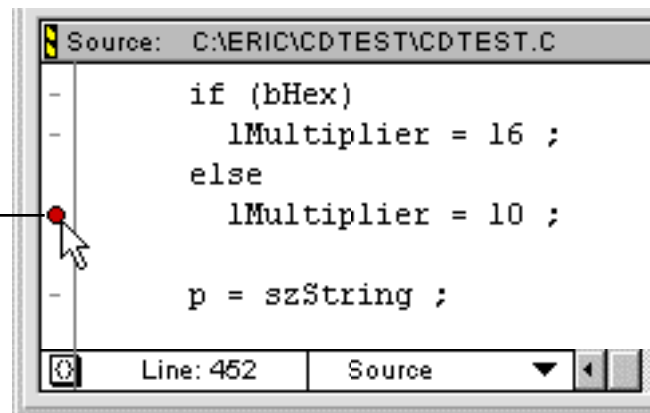 Source: C:\ERIC\CDTEST\CDTEST.C
if (bHex)
lMultiplier = 16 ;
else
lMultiplier = 10 ;
p = szString ;
{} Line: 452 Source